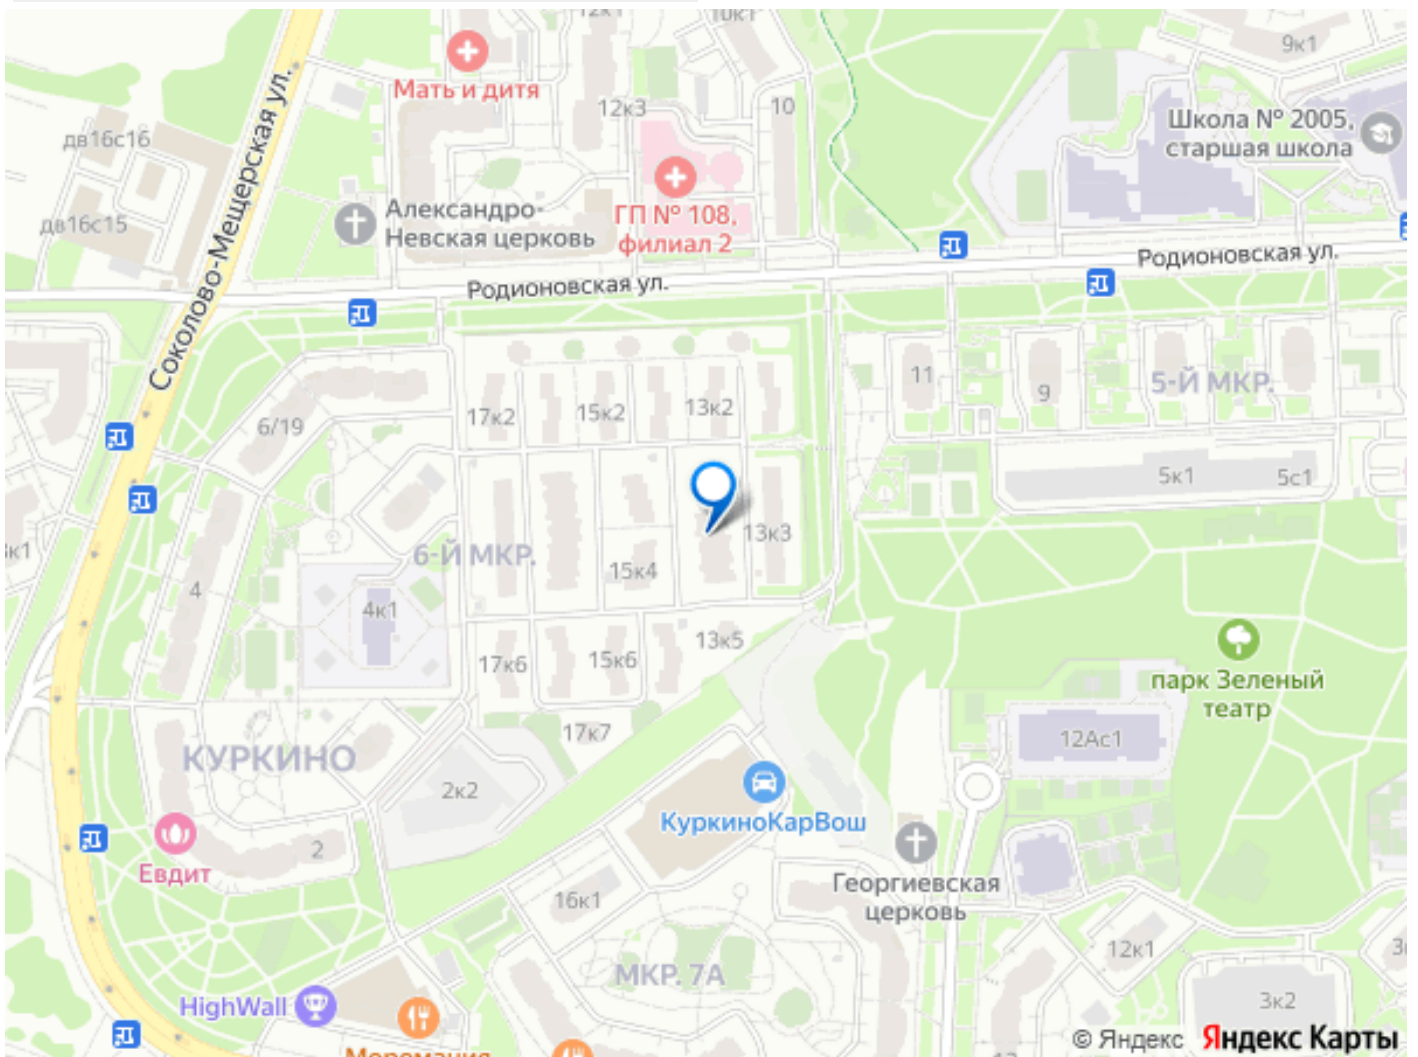 12к1
10к1
9к1
Мать и дитя
12к3
10
Школа № 2005,
старшая школа
дв16с16
Соколово-Мещерская ул.
Александро-
Невская церковь
ГП № 108,
филиал 2
дв16с15
Родионовская ул.
Родионовская ул.
11
9
5-Й МКР.
17к2
15к2
13к2
6/19
5к1
5с1
13к3
6-Й МКР.
15к4
4
4к1
13к5
17к6
15к6
парк Зеленый
театр
17к7
12Ас1
КУРКИНО
2к2
КуркиноКарВош
2
Евдит
Георгиевская
церковь
16к1
12к1
МКР. 7А
3к2
HighWall
© Яндекс Яндекс Карты